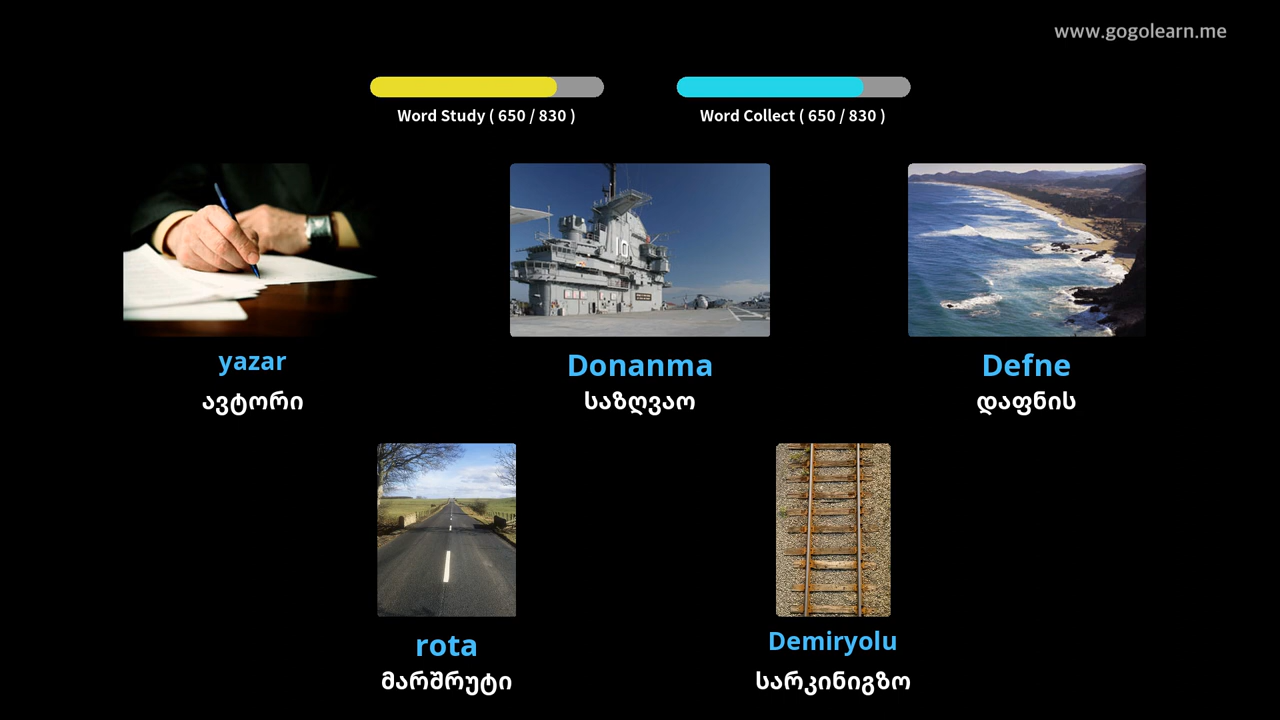 www.gogolearn.me
Word Study ( 650 / 830 )
Word Collect ( 650 / 830 )
yazar
ავტორი
Donanma
საზღვაო
Defne
დაფნის
rota
მარშრუტი
Demiryolu
სარკინიგზო